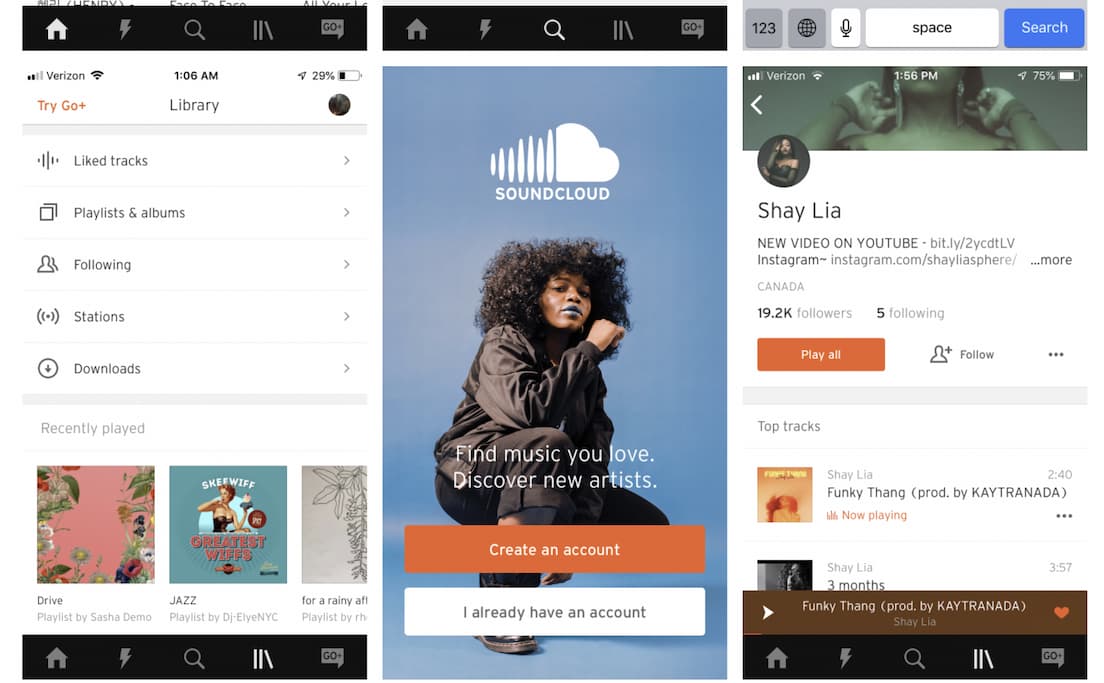 Face To Face
All Your Lo
GO+
GO+
123
space
Search
Verizon
1:06 AM
29%
Try Go+
Library
Liked tracks
Playlists & albums
Following
Stations
Downloads
Recently played
SKEEWIFF
GREATEST
WIFFS
Drive
Playlist by Sasha Demo
JAZZ
Playlist by Dj-ElyeNYC
for a rainy aft
Playlist by rh
GO+
SOUNDCLOUD
Find music you love.
Discover new artists.
Create an account
I already have an account
Verizon
1:56 PM
75%
Shay Lia
NEW VIDEO ON YOUTUBE - bit.ly/2ycdtLV
Instagram~ instagram.com/shayliasphere/ ...more
CANADA
19.2K followers 5 following
Play all
Follow
Top tracks
FUNKY THANG
Shay Lia
2:40
Funky Thang (prod. by KAYTRANADA)
Now playing
Shay Lia
3:57
3 months
Funky Thang (prod. by KAYTRANADA)
Shay Lia
GO+